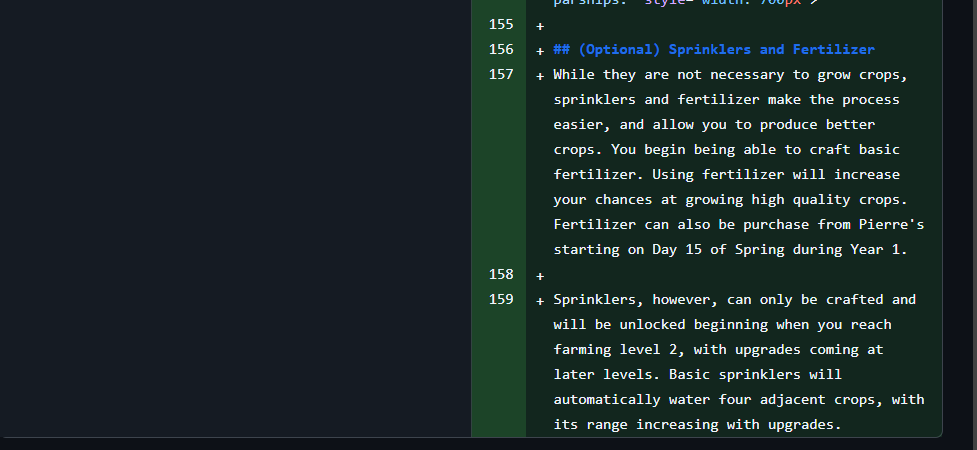 parsnips." style="width: 700px">
155 +
156 + ## (Optional) Sprinklers and Fertilizer
157 + While they are not necessary to grow crops,
sprinklers and fertilizer make the process
easier, and allow you to produce better
crops. You begin being able to craft basic
fertilizer. Using fertilizer will increase
your chances at growing high quality crops.
Fertilizer can also be purchase from Pierre's
starting on Day 15 of Spring during Year 1.
158 +
159 + Sprinklers, however, can only be crafted and
will be unlocked beginning when you reach
farming level 2, with upgrades coming at
later levels. Basic sprinklers will
automatically water four adjacent crops, with
its range increasing with upgrades.